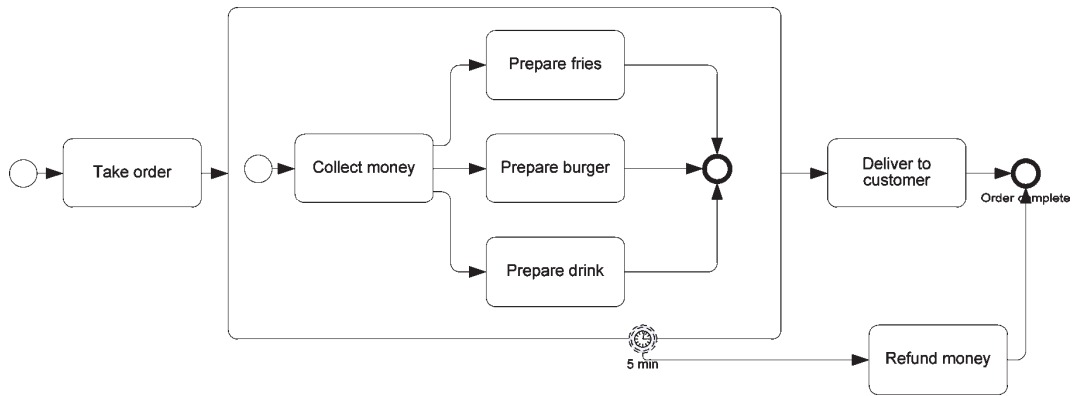 Prepare fries
Take order
Collect money
Prepare burger
Deliver to
customer
Order complete
Prepare drink
5 min
Refund money